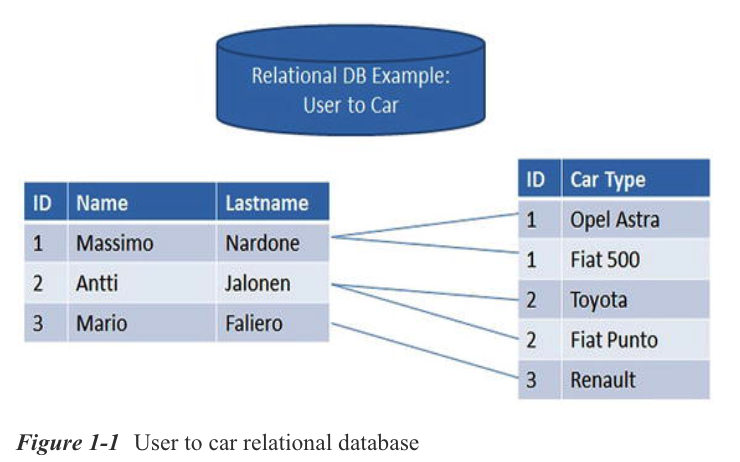 Relational DB Example:
User to Car
ID Name Lastname
1 Massimo Nardone
2 Antti Jalonen
3 Mario Faliero
ID Car Type
1 Opel Astra
1 Fiat 500
2 Toyota
2 Fiat Punto
3 Renault
Figure 1-1 User to car relational database